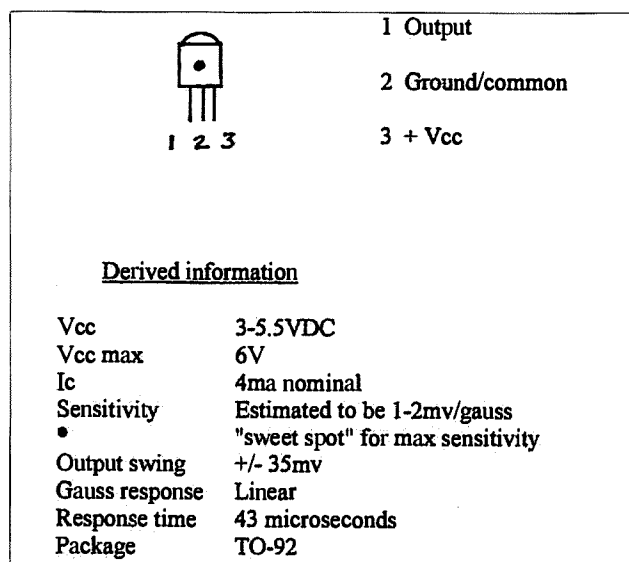 1 Output
2 Ground/common
1 2 3
3 + Vcc
Derived information
Vcc 3-5.5VDC
Vcc max 6V
Ic 4ma nominal
Sensitivity Estimated to be 1-2mv/gauss
• "sweet spot" for max sensitivity
Output swing +/- 35mv
Gauss response Linear
Response time 43 microseconds
Package TO-92